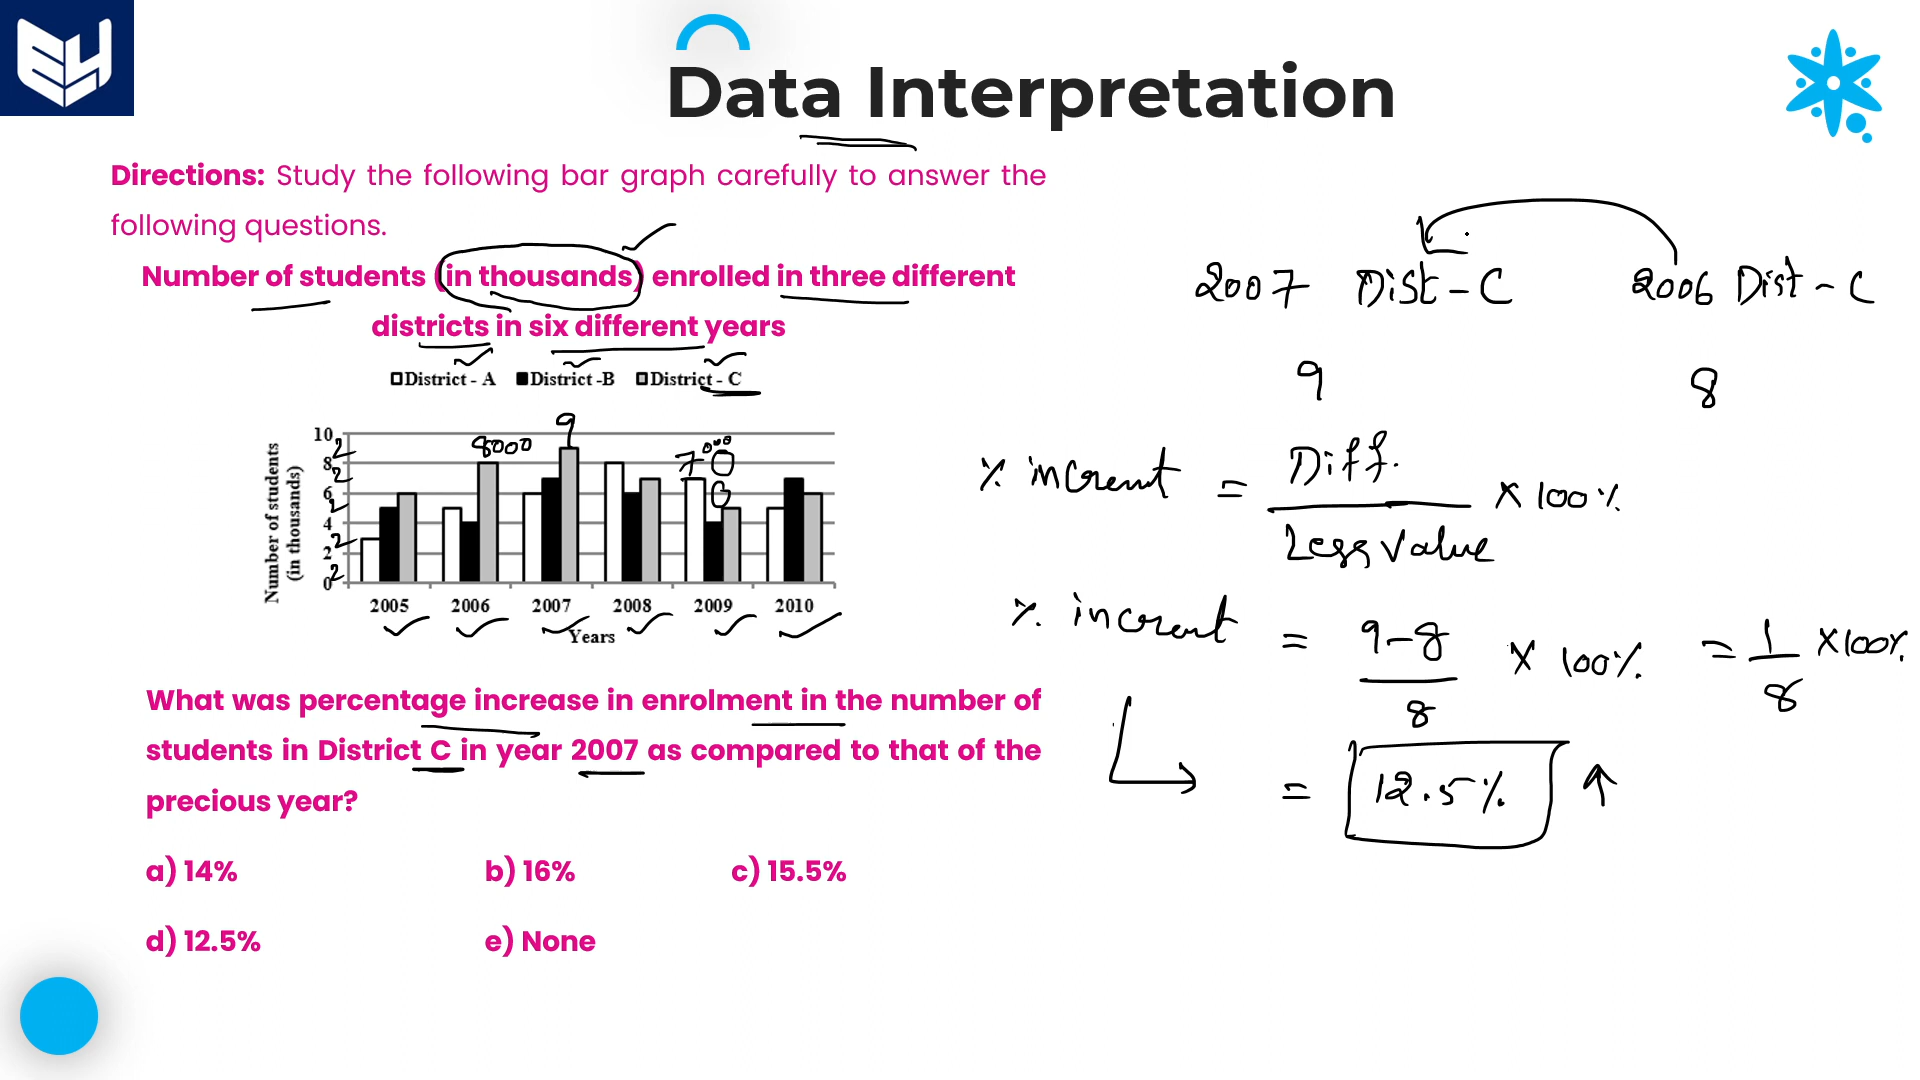 Data Interpretation
Directions: Study the following bar graph carefully to answer the
following questions.
Number of students (in thousands) enrolled in three different
districts in six different years
District - A District -B District - C
Number of students
(in thousands)
10
8
6
4
2
0
2
2
2
2
2
8000
9
7000
2005 2006 2007 2008 2009 2010
Years
What was percentage increase in enrolment in the number of
students in District C in year 2007 as compared to that of the
precious year?
a) 14% b) 16% c) 15.5%
d) 12.5% e) None
2007 Dist - C 2006 Dist - C
9 8
% increment = Diff. / Less Value × 100%
% increment = 9-8 / 8 × 100% = 1/8 × 100%
= 12.5% ↑